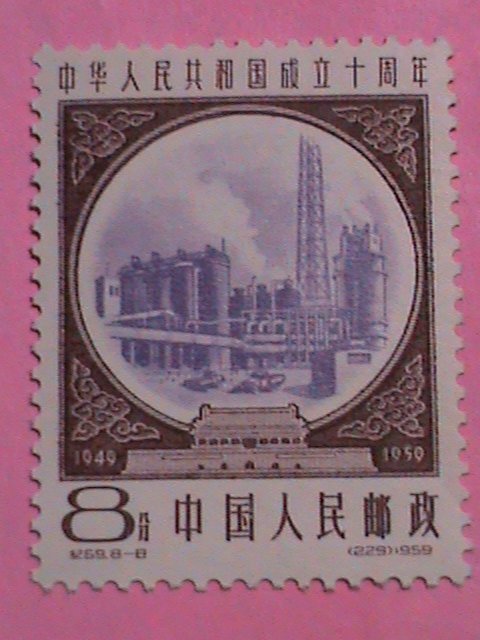 中华人民共和国成立十周年
1949 1959
8分 中国人民邮政
纪69.8-8 (229)1959